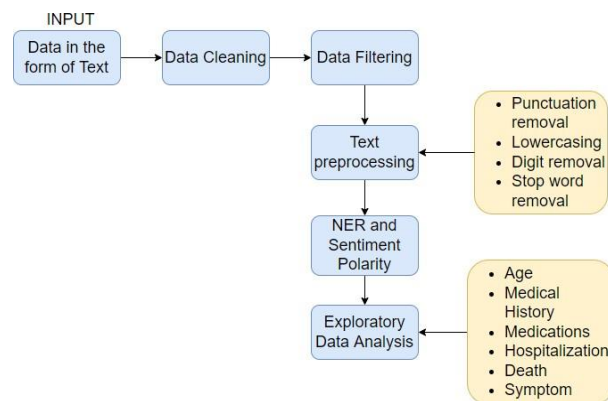 INPUT
Data in the
form of Text
Data Cleaning
Data Filtering
Text
preprocessing
• Punctuation
removal
• Lowercasing
• Digit removal
• Stop word
removal
NER and
Sentiment
Polarity
Exploratory
Data Analysis
• Age
• Medical
History
• Medications
• Hospitalization
• Death
• Symptom